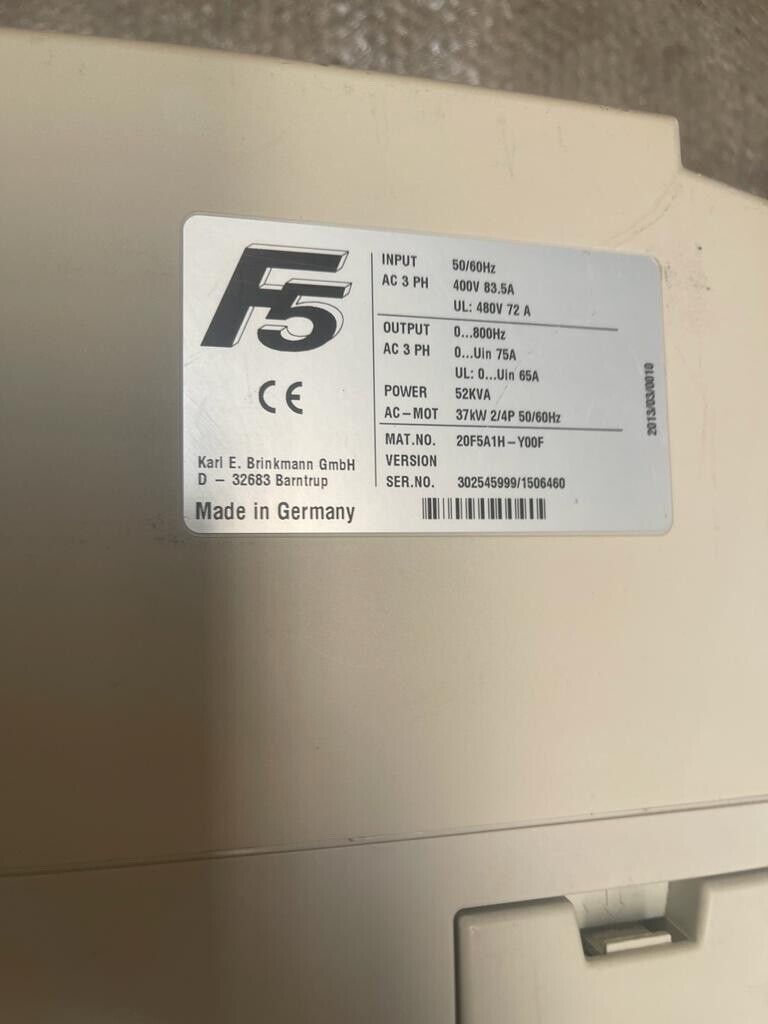 F5
CE
Karl E. Brinkmann GmbH
D – 32683 Barntrup
Made in Germany
INPUT 50/60Hz
AC 3 PH 400V 83.5A
UL: 480V 72 A
OUTPUT 0...800Hz
AC 3 PH 0...Uin 75A
UL: 0...Uin 65A
POWER 52KVA
AC–MOT 37kW 2/4P 50/60Hz
MAT.NO. 20F5A1H–Y00F
VERSION
SER.NO. 302545999/1506460
2013/03/0010